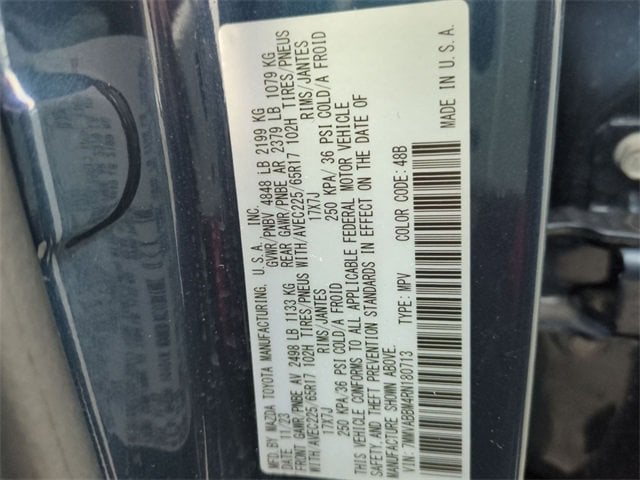 MFD. BY MAZDA TOYOTA MANUFACTURING, U.S.A., INC.
DATE 11/23 GVWR/PNBV 4848 LB 2199 KG
FRONT GAWR/PNBE AV 2498 LB 1133 KG REAR GAWR/PNBE AR 2379 LB 1079 KG
WITH/AVEC225/65R17 102H TIRES/PNEUS WITH/AVEC225/65R17 102H TIRES/PNEUS
17X7J RIMS/JANTES 17X7J RIMS/JANTES
250 KPA/ 36 PSI COLD/A FROID 250 KPA/ 36 PSI COLD/A FROID
THIS VEHICLE CONFORMS TO ALL APPLICABLE FEDERAL MOTOR VEHICLE
SAFETY AND THEFT PREVENTION STANDARDS IN EFFECT ON THE DATE OF
MANUFACTURE SHOWN ABOVE.
VIN: 7MMVABBM4RN180713 TYPE: MPV COLOR CODE: 48B
MADE IN U.S.A.